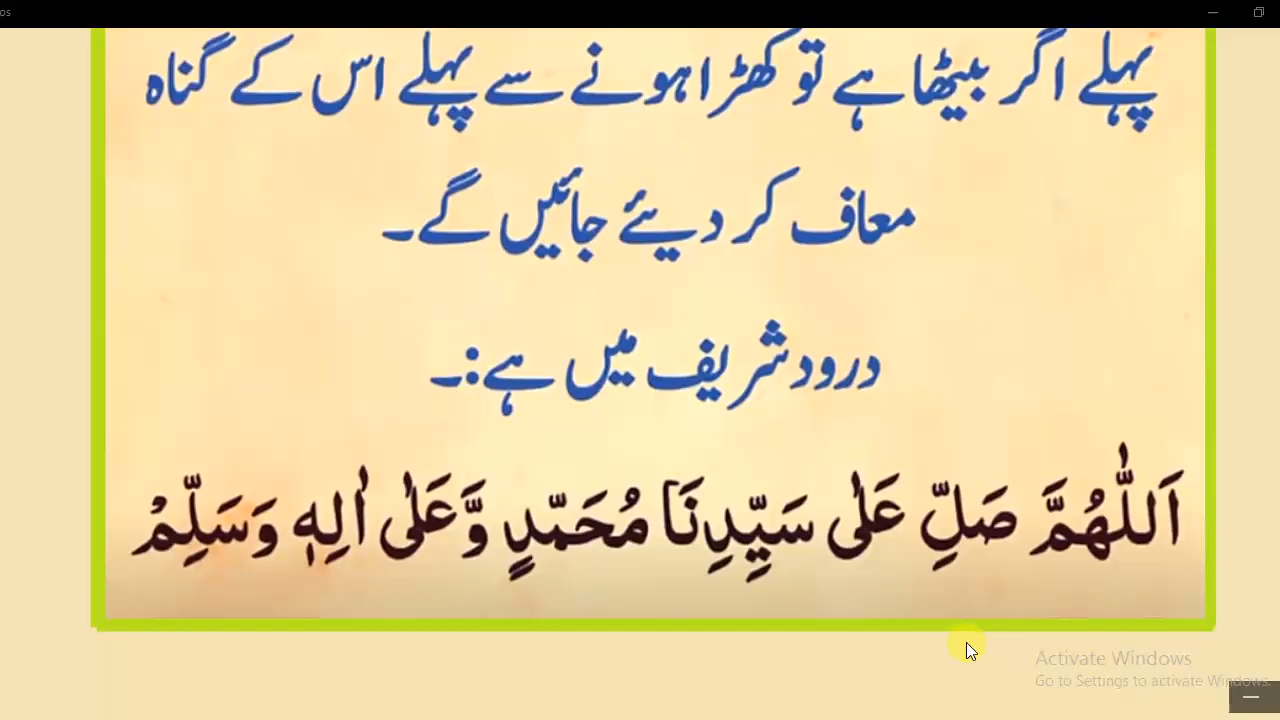 os
پہلے اگر بیٹھا ہے تو کھڑا ہونے سے پہلے اس کے گناہ
معاف کر دیئے جائیں گے۔
درود شریف میں ہے:۔
اَللّٰهُمَّ صَلِّ عَلٰی سَیِّدِنَا مُحَمَّدٍ وَّعَلٰی اٰلِهٖ وَسَلِّمْ
Activate Windows
Go to Settings to activate Windows.